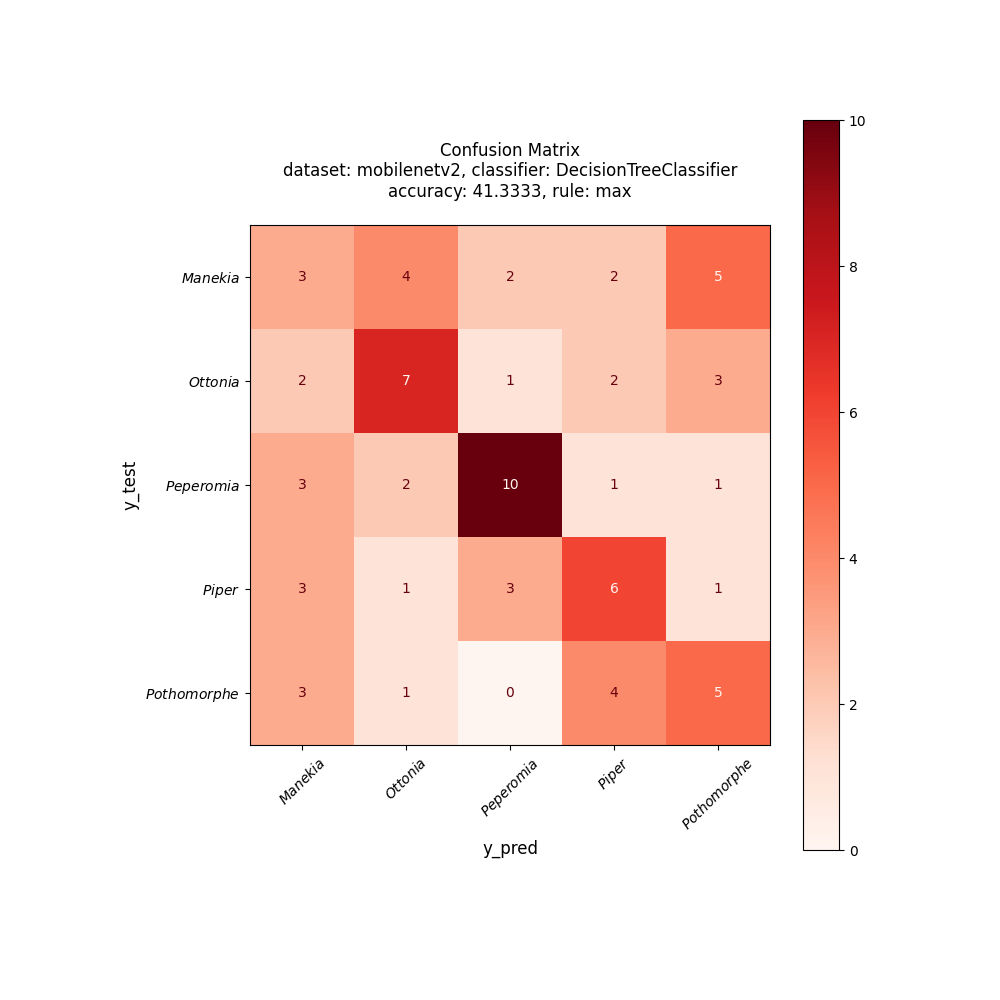 Confusion Matrix
dataset: mobilenetv2, classifier: DecisionTreeClassifier
accuracy: 41.3333, rule: max
y_test
Manekia 3 4 2 2 5
Ottonia 2 7 1 2 3
Peperomia 3 2 10 1 1
Piper 3 1 3 6 1
Pothomorphe 3 1 0 4 5
Manekia Ottonia Peperomia Piper Pothomorphe
y_pred
10
8
6
4
2
0